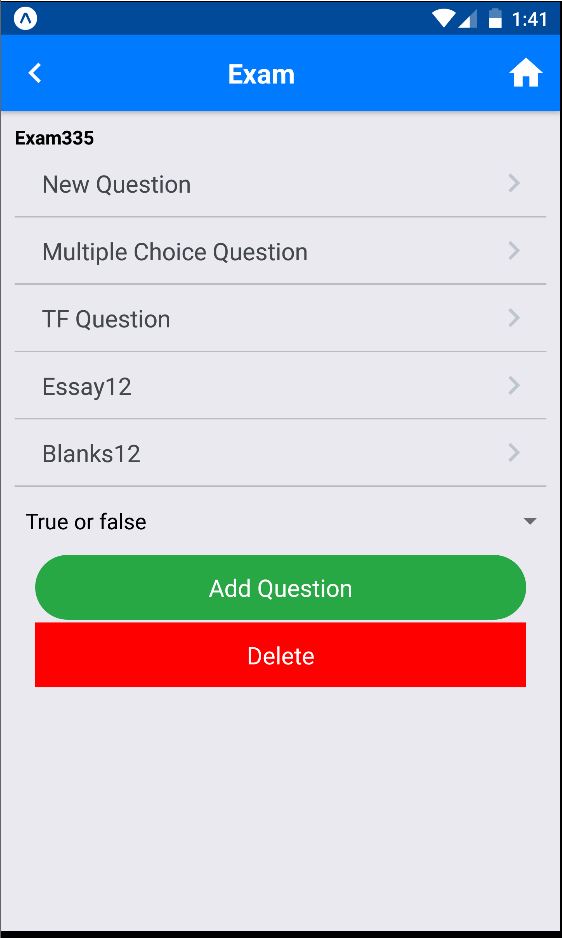 1:41
Exam
Exam335
New Question
Multiple Choice Question
TF Question
Essay12
Blanks12
True or false
Add Question
Delete